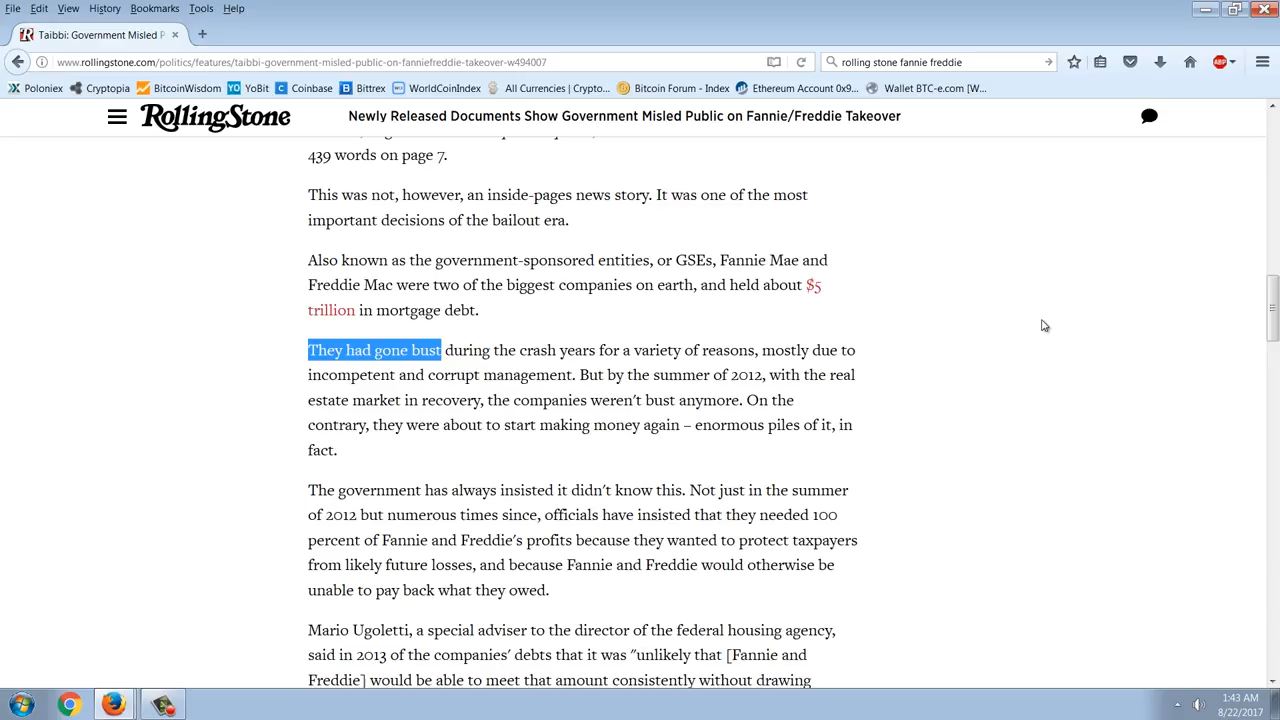 File Edit View History Bookmarks Tools Help
Taibbi: Government Misled P × +
www.rollingstone.com/politics/features/taibbi-government-misled-public-on-fanniefreddie-takeover-w494007
rolling stone fannie freddie
ABP
Poloniex Cryptopia BitcoinWisdom YO YoBit C Coinbase B Bittrex WorldCoinIndex All Currencies | Crypto... Bitcoin Forum - Index Ethereum Account 0x9... Wallet BTC-e.com [W...
RollingStone Newly Released Documents Show Government Misled Public on Fannie/Freddie Takeover
439 words on page 7.
This was not, however, an inside-pages news story. It was one of the most
important decisions of the bailout era.
Also known as the government-sponsored entities, or GSEs, Fannie Mae and
Freddie Mac were two of the biggest companies on earth, and held about $5
trillion in mortgage debt.
They had gone bust during the crash years for a variety of reasons, mostly due to
incompetent and corrupt management. But by the summer of 2012, with the real
estate market in recovery, the companies weren't bust anymore. On the
contrary, they were about to start making money again – enormous piles of it, in
fact.
The government has always insisted it didn't know this. Not just in the summer
of 2012 but numerous times since, officials have insisted that they needed 100
percent of Fannie and Freddie's profits because they wanted to protect taxpayers
from likely future losses, and because Fannie and Freddie would otherwise be
unable to pay back what they owed.
Mario Ugoletti, a special adviser to the director of the federal housing agency,
said in 2013 of the companies' debts that it was "unlikely that [Fannie and
Freddie] would be able to meet that amount consistently without drawing
1:43 AM
8/22/2017